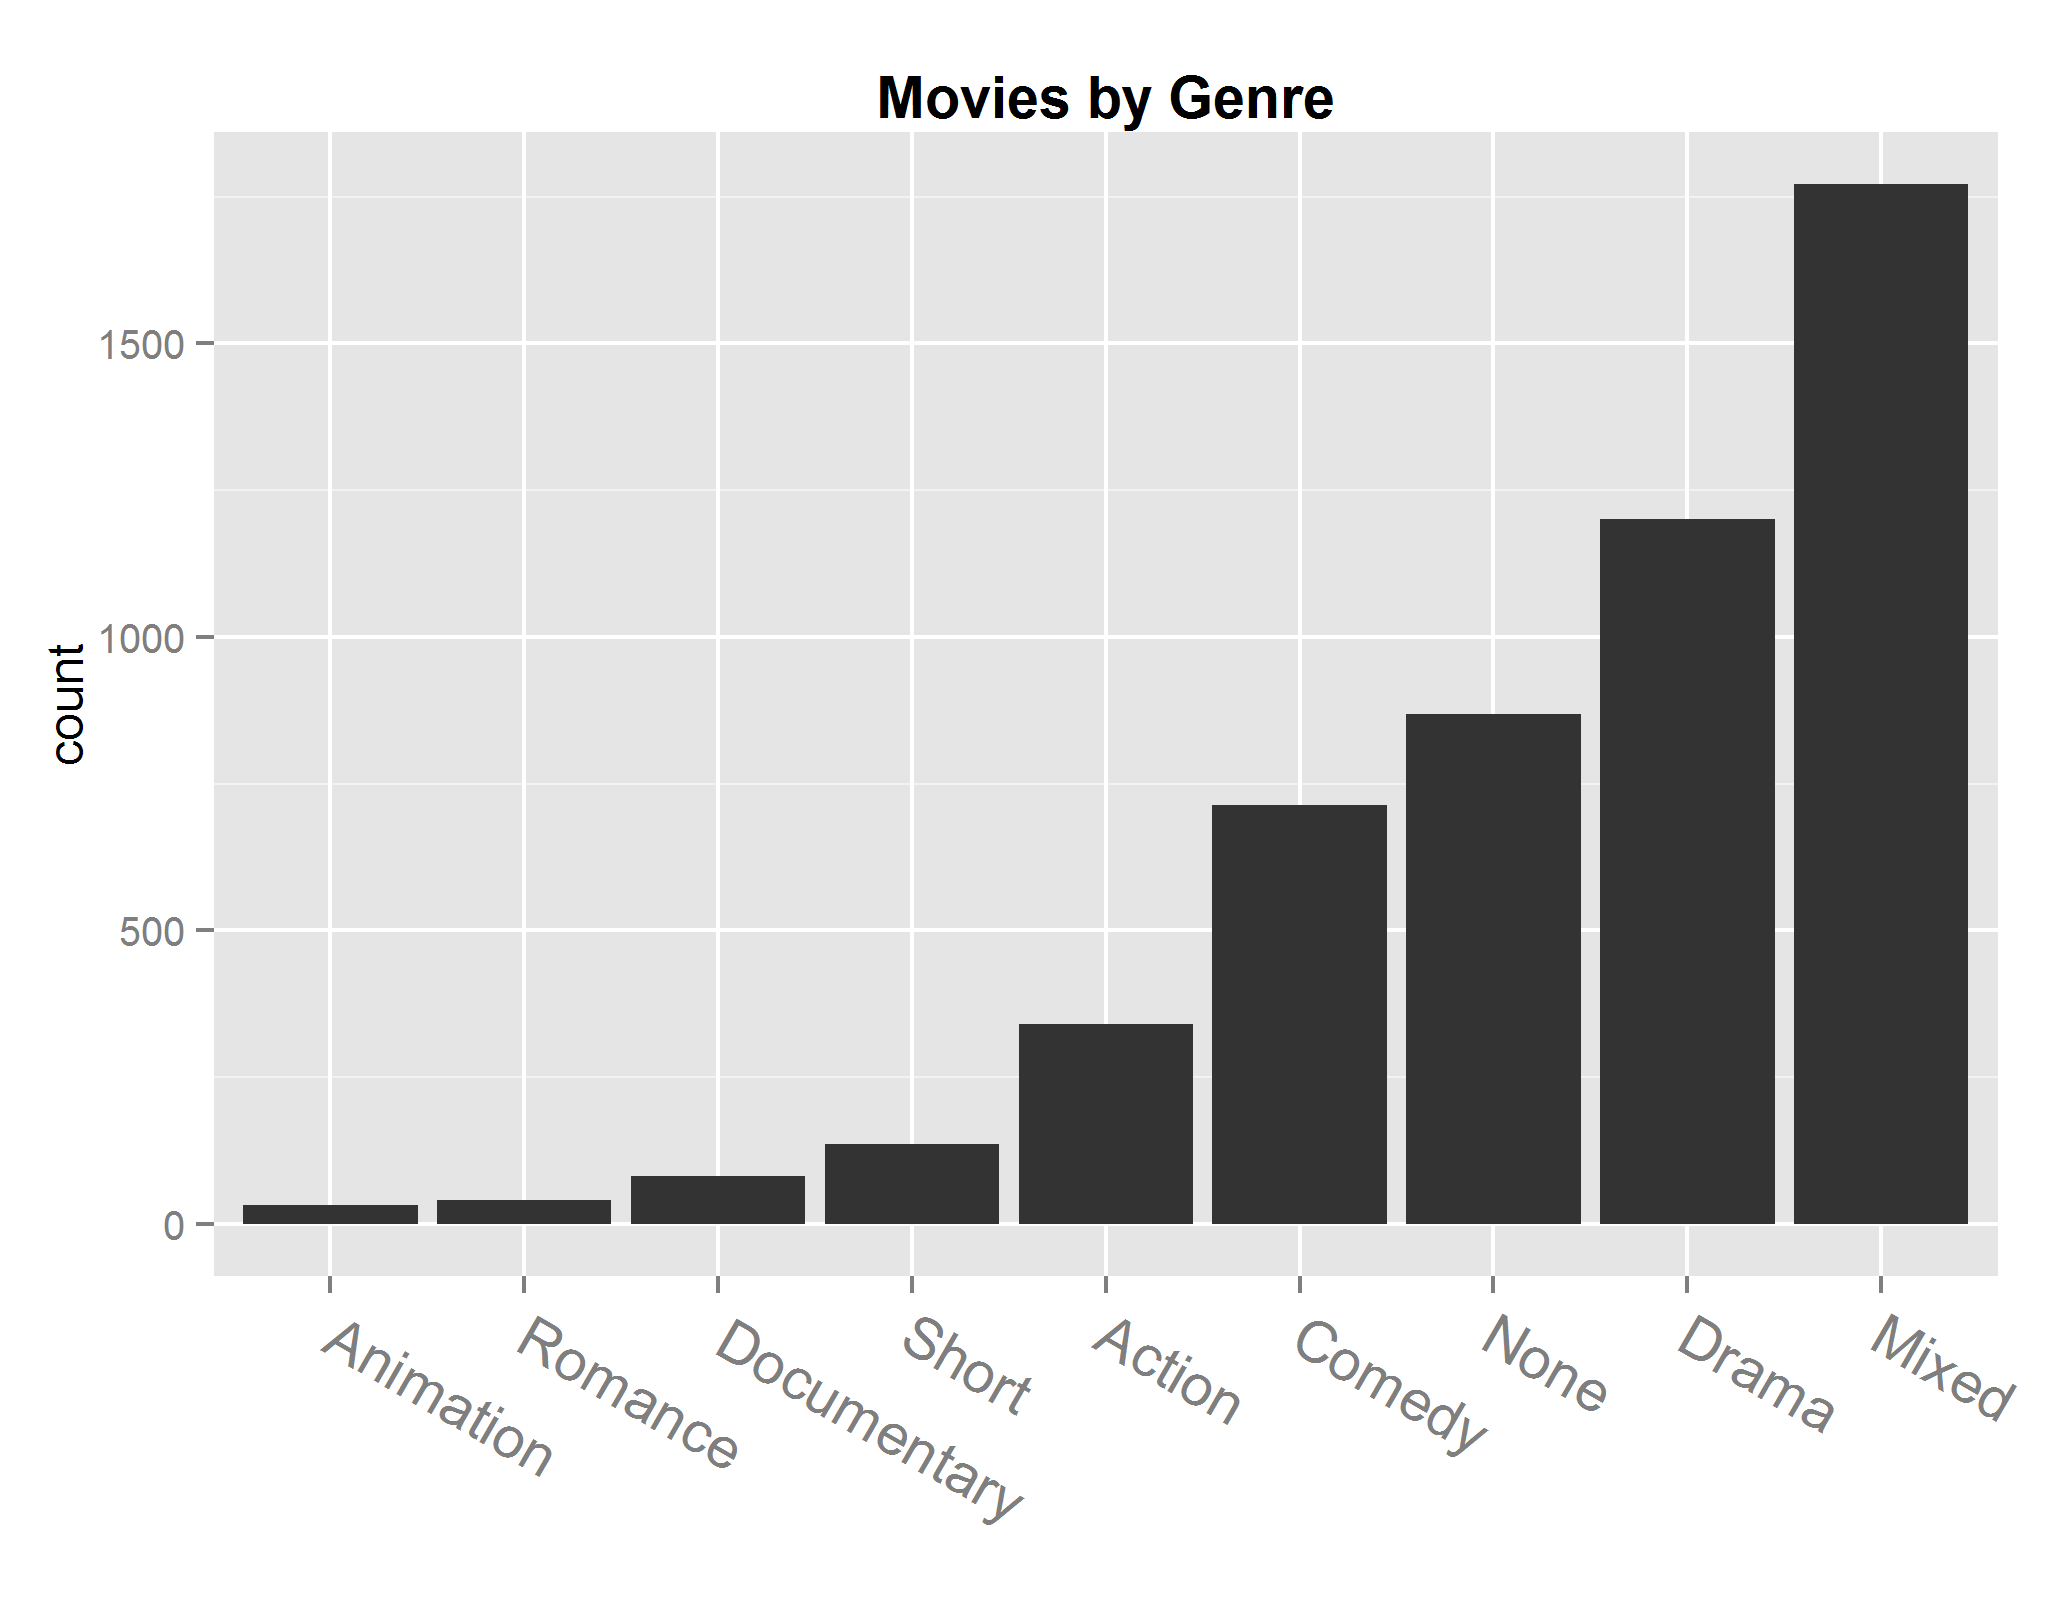 Movies by Genre
count
1500
1000
500
0
Animation
Romance
Documentary
Short
Action
Comedy
None
Drama
Mixed